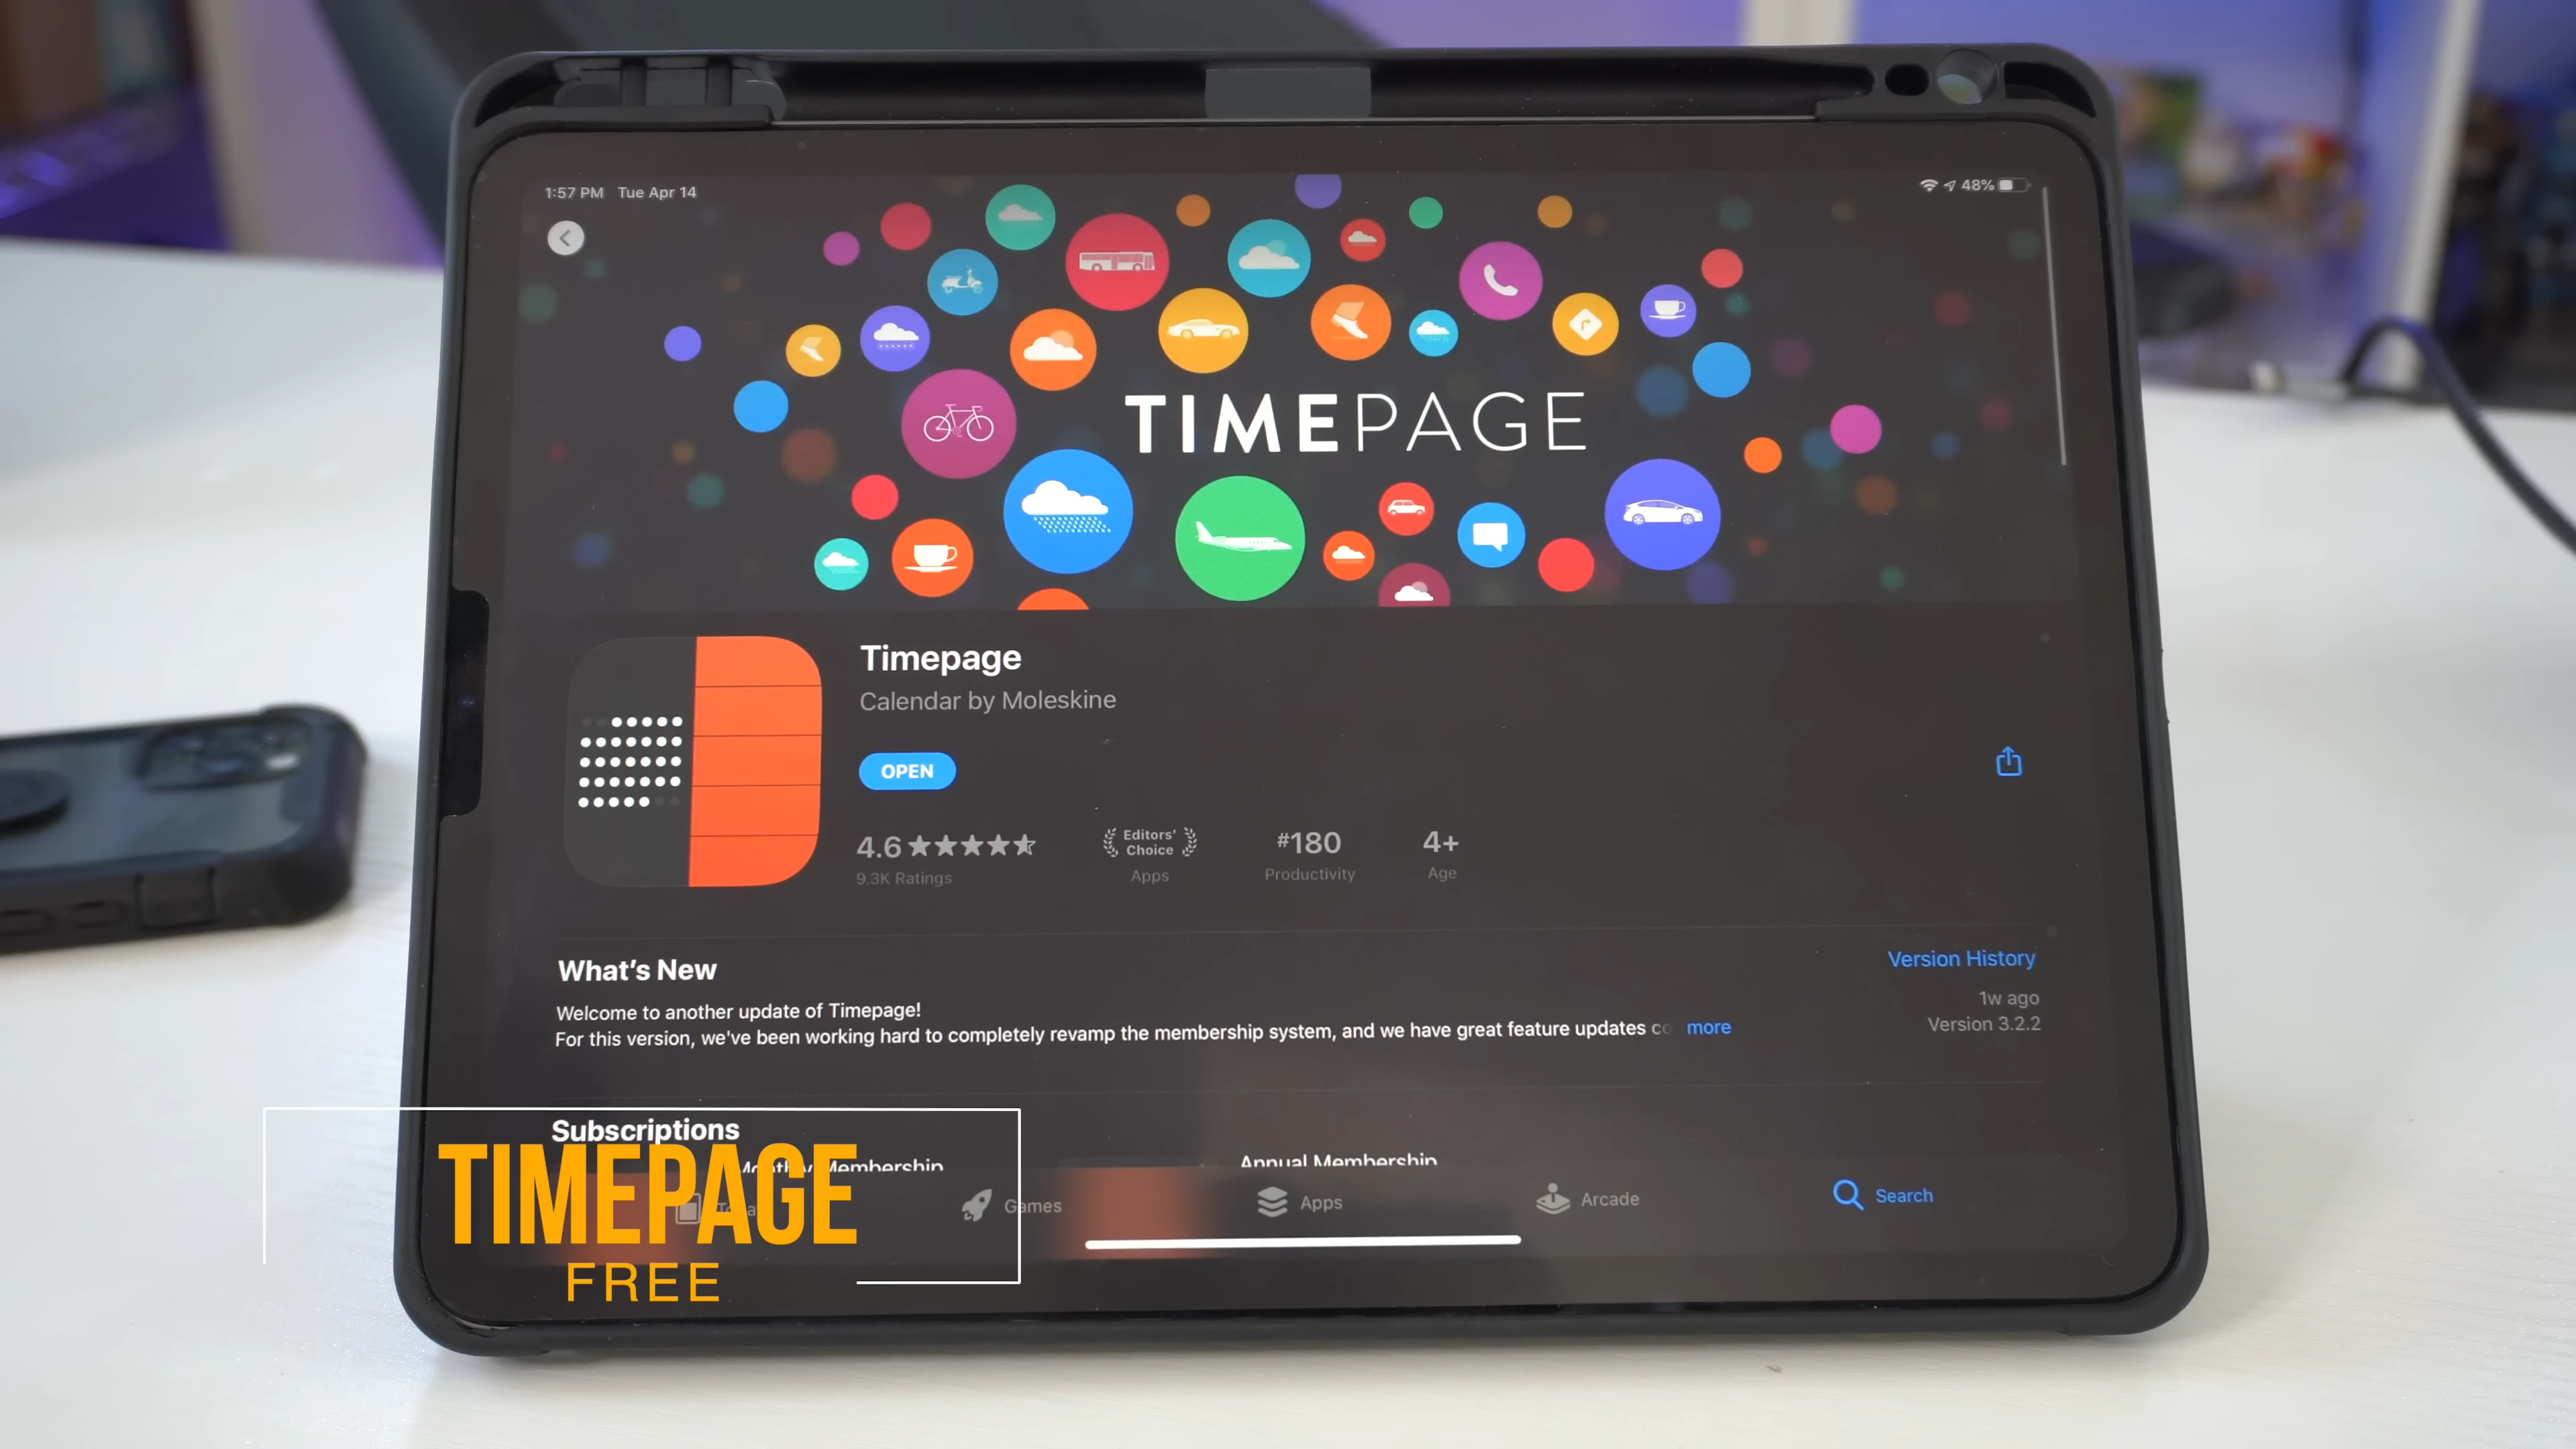 1:57 PM Tue Apr 14
48%
TIMEPAGE
Timepage
Calendar by Moleskine
OPEN
4.6
9.3K Ratings
Editors' Choice
Apps
#180
Productivity
4+
Age
What's New
Version History
Welcome to another update of Timepage!
For this version, we've been working hard to completely revamp the membership system, and we have great feature updates
more
1w ago
Version 3.2.2
Subscriptions
Monthly Membership
Annual Membership
Games
Apps
Arcade
Search
TIMEPAGE
FREE